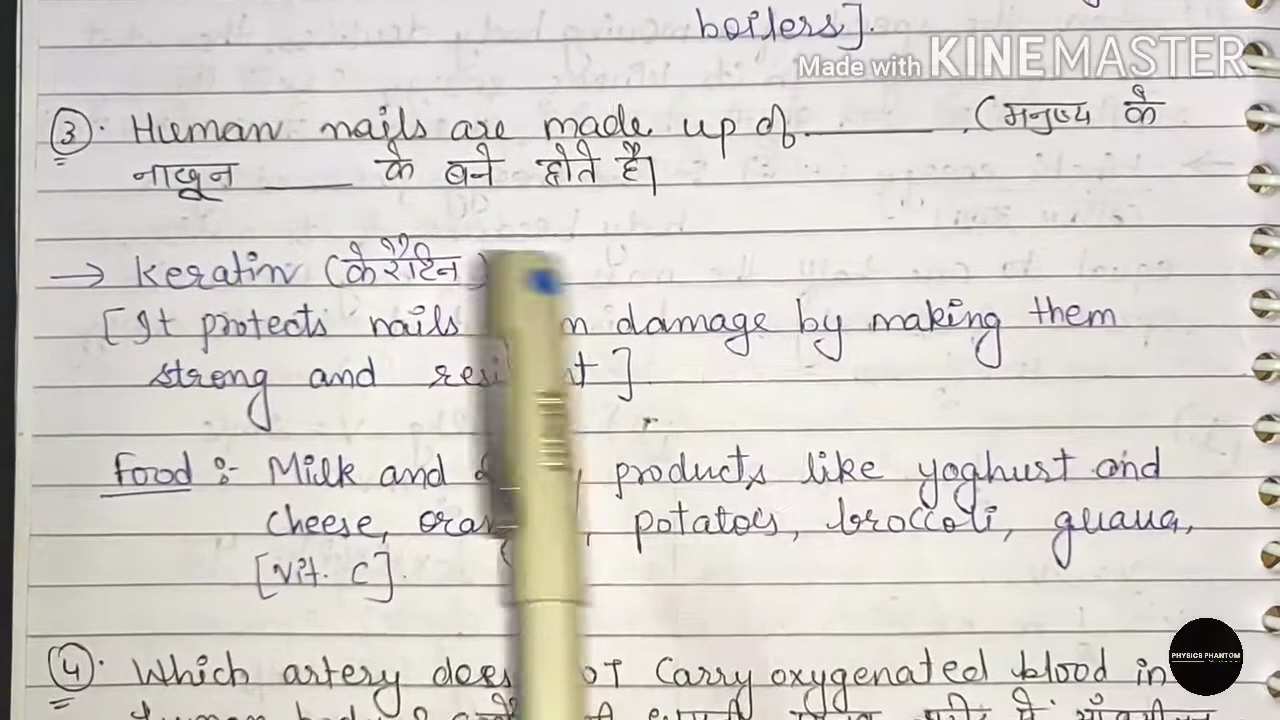 boilers].
Made with KINEMASTER
③. Human nails are made up of ______ . (मनुष्य के
नाखून ____ के बने होते है।
→ Keratin (केराटिन)
[It protects nails damage by making them
strong and ]
Food :- Milk and products like yoghurt and
cheese, potatoes, broccoli, guava,
[vit. C].
④. Which artery does carry oxygenated blood in
PHYSICS PHANTOM